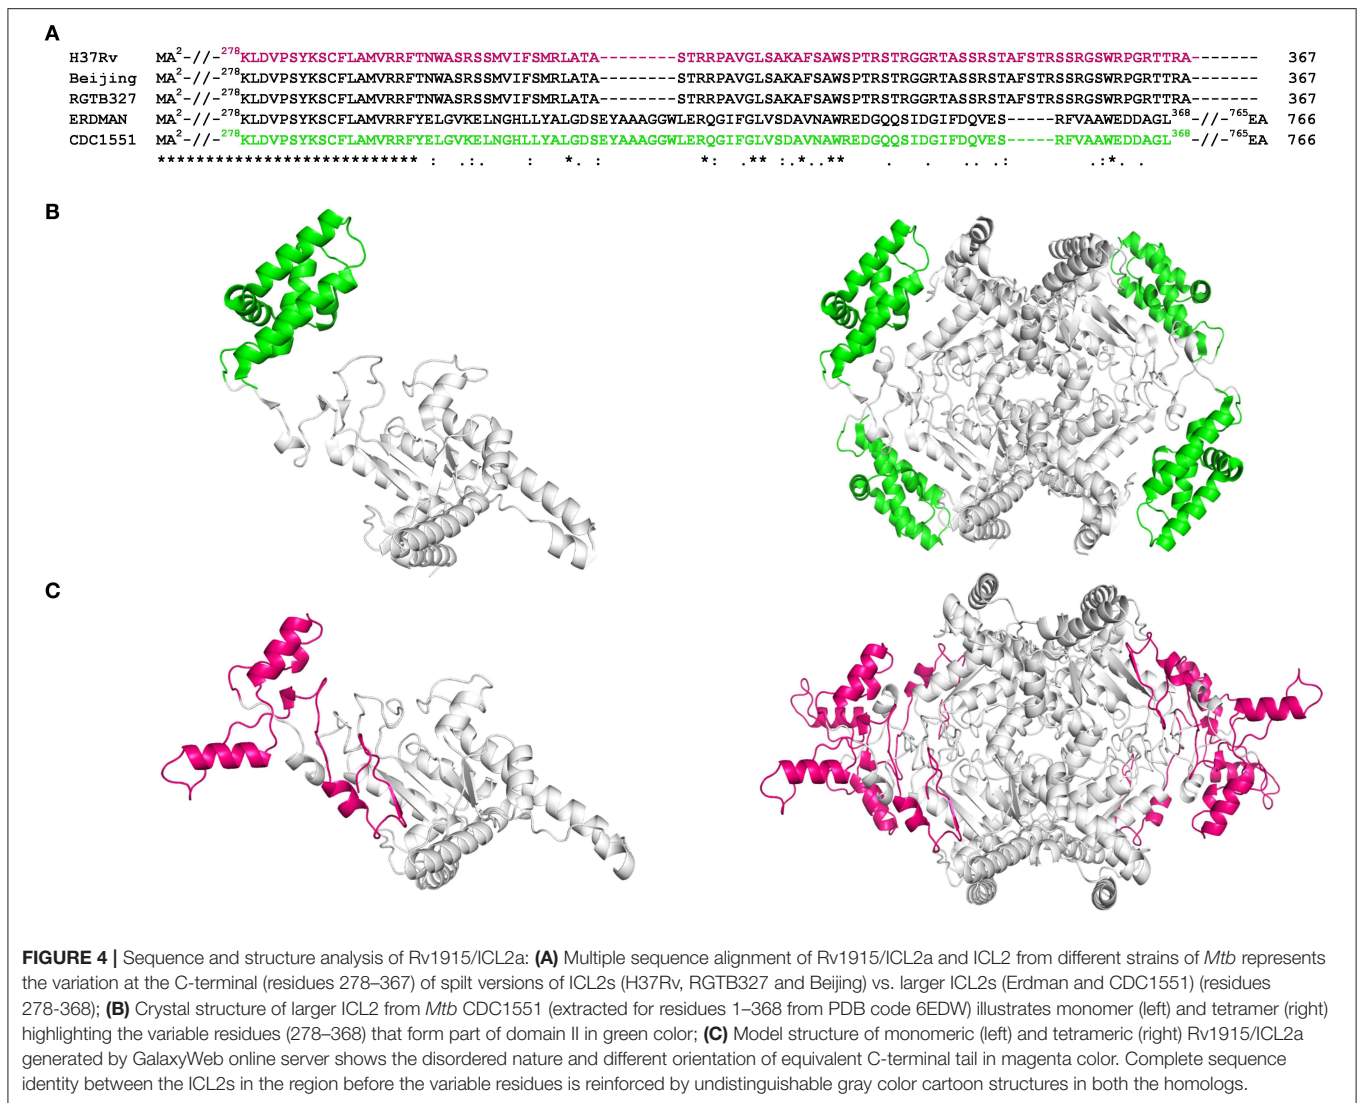 A
H37Rv MA2-//-278KLDVPSYKSCFLAMVRRFTNWASRSSMVIFSMRLATA--------STRRPAVGLSAKAFSAWSPTRSTRGGRTASSRSTAFSTRSSRGSWRPGRTTRA------- 367
Beijing MA2-//-278KLDVPSYKSCFLAMVRRFTNWASRSSMVIFSMRLATA--------STRRPAVGLSAKAFSAWSPTRSTRGGRTASSRSTAFSTRSSRGSWRPGRTTRA------- 367
RGTB327 MA2-//-278KLDVPSYKSCFLAMVRRFTNWASRSSMVIFSMRLATA--------STRRPAVGLSAKAFSAWSPTRSTRGGRTASSRSTAFSTRSSRGSWRPGRTTRA------- 367
ERDMAN MA2-//-278KLDVPSYKSCFLAMVRRFYELGVKELNGHLLYALGDSEYAAAGGWLERQGIFGLVSDAVNAWREDGQQSIDGIFDQVES-----RFVAAWEDDAGL368-//-765EA 766
CDC1551 MA2-//-278KLDVPSYKSCFLAMVRRFYELGVKELNGHLLYALGDSEYAAAGGWLERQGIFGLVSDAVNAWREDGQQSIDGIFDQVES-----RFVAAWEDDAGL368-//-765EA 766
*************************** : .:. *. : *: .** :.*.** . . .. .: :*. .
B
C
FIGURE 4 | Sequence and structure analysis of Rv1915/ICL2a: (A) Multiple sequence alignment of Rv1915/ICL2a and ICL2 from different strains of Mtb represents
the variation at the C-terminal (residues 278–367) of spilt versions of ICL2s (H37Rv, RGTB327 and Beijing) vs. larger ICL2s (Erdman and CDC1551) (residues
278-368); (B) Crystal structure of larger ICL2 from Mtb CDC1551 (extracted for residues 1–368 from PDB code 6EDW) illustrates monomer (left) and tetramer (right)
highlighting the variable residues (278–368) that form part of domain II in green color; (C) Model structure of monomeric (left) and tetrameric (right) Rv1915/ICL2a
generated by GalaxyWeb online server shows the disordered nature and different orientation of equivalent C-terminal tail in magenta color. Complete sequence
identity between the ICL2s in the region before the variable residues is reinforced by undistinguishable gray color cartoon structures in both the homologs.